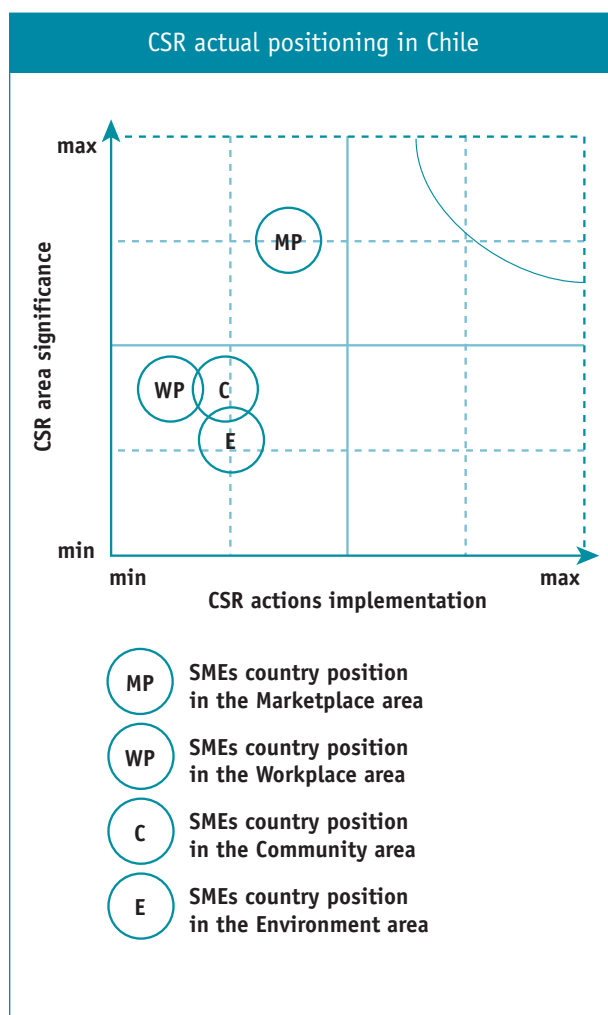 CSR actual positioning in Chile
max
CSR area significance
MP
WP
C
E
min
min
max
CSR actions implementation
MP
SMEs country position
in the Marketplace area
WP
SMEs country position
in the Workplace area
C
SMEs country position
in the Community area
E
SMEs country position
in the Environment area